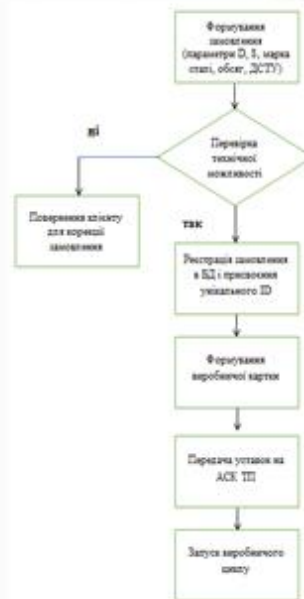 Формування
замовлення
(параметри D, S, марка
сталі, обсяг, ДСТУ)
Перевірка
технічної
можливості
ні
Повернення клієнту
для корекції
замовлення
так
Реєстрація замовлення
в БД і присвоєння
унікального ID
Формування
виробничої картки
Передача уставок на
АСК ТП
Запуск виробничого
циклу